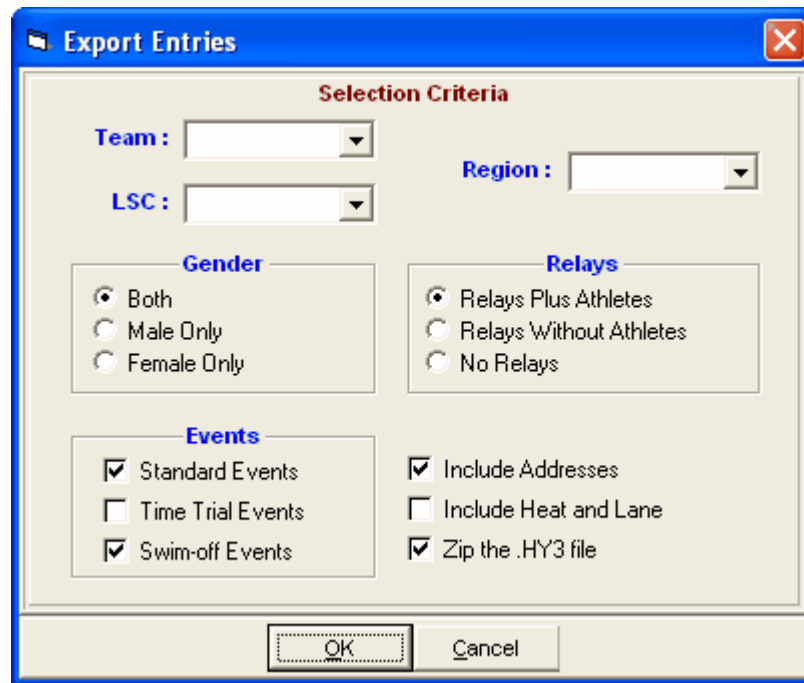 Export Entries
Selection Criteria
Team :
Region :
LSC :
Gender
Both
Male Only
Female Only
Relays
Relays Plus Athletes
Relays Without Athletes
No Relays
Events
Standard Events
Time Trial Events
Swim-off Events
Include Addresses
Include Heat and Lane
Zip the .HY3 file
OK
Cancel